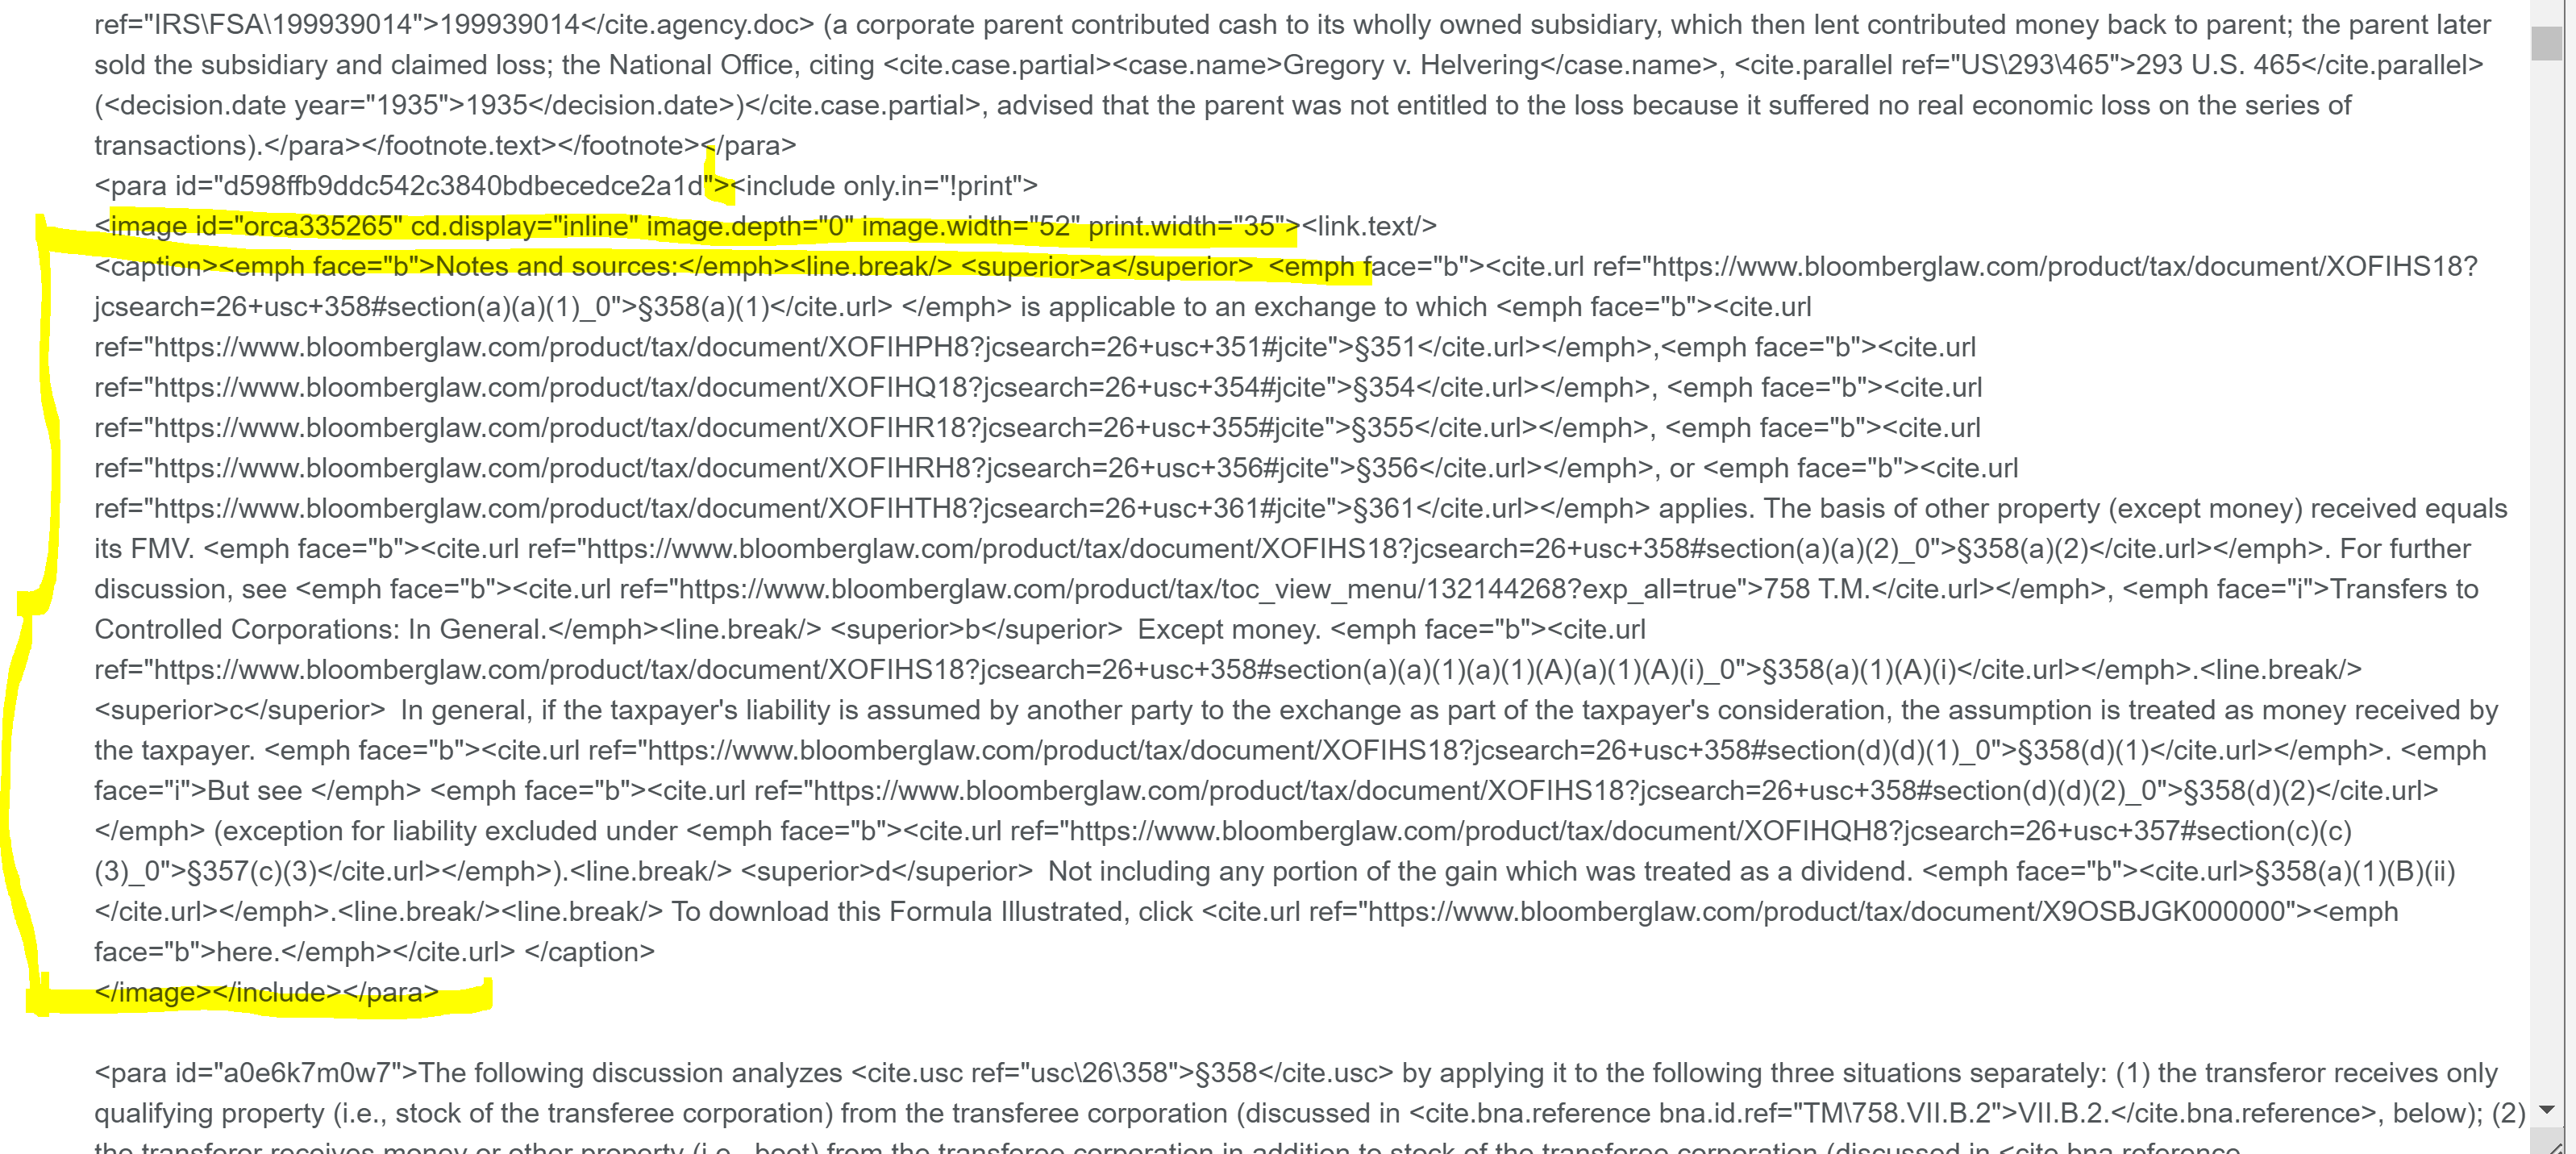 ref="IRS\FSA\199939014">199939014</cite.agency.doc> (a corporate parent contributed cash to its wholly owned subsidiary, which then lent contributed money back to parent; the parent later
sold the subsidiary and claimed loss; the National Office, citing <cite.case.partial><case.name>Gregory v. Helvering</case.name>, <cite.parallel ref="US\293\465">293 U.S. 465</cite.parallel>
(<decision.date year="1935">1935</decision.date>)</cite.case.partial>, advised that the parent was not entitled to the loss because it suffered no real economic loss on the series of
transactions).</para></footnote.text></footnote></para>
<para id="d598ffb9ddc542c3840bdbecedce2a1d"><include only.in="!print">
<image id="orca335265" cd.display="inline" image.depth="0" image.width="52" print.width="35"><link.text/>
<caption><emph face="b">Notes and sources:</emph><line.break/> <superior>a</superior>  <emph face="b"><cite.url ref="https://www.bloomberglaw.com/product/tax/document/XOFIHS18?
jcsearch=26+usc+358#section(a)(a)(1)_0">§358(a)(1)</cite.url> </emph> is applicable to an exchange to which <emph face="b"><cite.url
ref="https://www.bloomberglaw.com/product/tax/document/XOFIHPH8?jcsearch=26+usc+351#jcite">§351</cite.url></emph>,<emph face="b"><cite.url
ref="https://www.bloomberglaw.com/product/tax/document/XOFIHQ18?jcsearch=26+usc+354#jcite">§354</cite.url></emph>, <emph face="b"><cite.url
ref="https://www.bloomberglaw.com/product/tax/document/XOFIHR18?jcsearch=26+usc+355#jcite">§355</cite.url></emph>, <emph face="b"><cite.url
ref="https://www.bloomberglaw.com/product/tax/document/XOFIHRH8?jcsearch=26+usc+356#jcite">§356</cite.url></emph>, or <emph face="b"><cite.url
ref="https://www.bloomberglaw.com/product/tax/document/XOFIHTH8?jcsearch=26+usc+361#jcite">§361</cite.url></emph> applies. The basis of other property (except money) received equals
its FMV. <emph face="b"><cite.url ref="https://www.bloomberglaw.com/product/tax/document/XOFIHS18?jcsearch=26+usc+358#section(a)(a)(2)_0">§358(a)(2)</cite.url></emph>. For further
discussion, see <emph face="b"><cite.url ref="https://www.bloomberglaw.com/product/tax/toc_view_menu/132144268?exp_all=true">758 T.M.</cite.url></emph>, <emph face="i">Transfers to
Controlled Corporations: In General.</emph><line.break/> <superior>b</superior>  Except money. <emph face="b"><cite.url
ref="https://www.bloomberglaw.com/product/tax/document/XOFIHS18?jcsearch=26+usc+358#section(a)(a)(1)(a)(1)(A)(a)(1)(A)(i)_0">§358(a)(1)(A)(i)</cite.url></emph>.<line.break/>
<superior>c</superior>  In general, if the taxpayer's liability is assumed by another party to the exchange as part of the taxpayer's consideration, the assumption is treated as money received by
the taxpayer. <emph face="b"><cite.url ref="https://www.bloomberglaw.com/product/tax/document/XOFIHS18?jcsearch=26+usc+358#section(d)(d)(1)_0">§358(d)(1)</cite.url></emph>. <emph
face="i">But see </emph> <emph face="b"><cite.url ref="https://www.bloomberglaw.com/product/tax/document/XOFIHS18?jcsearch=26+usc+358#section(d)(d)(2)_0">§358(d)(2)</cite.url>
</emph> (exception for liability excluded under <emph face="b"><cite.url ref="https://www.bloomberglaw.com/product/tax/document/XOFIHQH8?jcsearch=26+usc+357#section(c)(c)
(3)_0">§357(c)(3)</cite.url></emph>).<line.break/> <superior>d</superior>  Not including any portion of the gain which was treated as a dividend. <emph face="b"><cite.url>§358(a)(1)(B)(ii)
</cite.url></emph>.<line.break/><line.break/> To download this Formula Illustrated, click <cite.url ref="https://www.bloomberglaw.com/product/tax/document/X9OSBJGK000000"><emph
face="b">here.</emph></cite.url> </caption>
</image></include></para>
<para id="a0e6k7m0w7">The following discussion analyzes <cite.usc ref="usc\26\358">§358</cite.usc> by applying it to the following three situations separately: (1) the transferor receives only
qualifying property (i.e., stock of the transferee corporation) from the transferee corporation (discussed in <cite.bna.reference bna.id.ref="TM\758.VII.B.2">VII.B.2.</cite.bna.reference>, below); (2)
the transferor receives money or other property (i.e., boot) from the transferee corporation in addition to stock of the transferee corporation (discussed in <cite.bna.reference